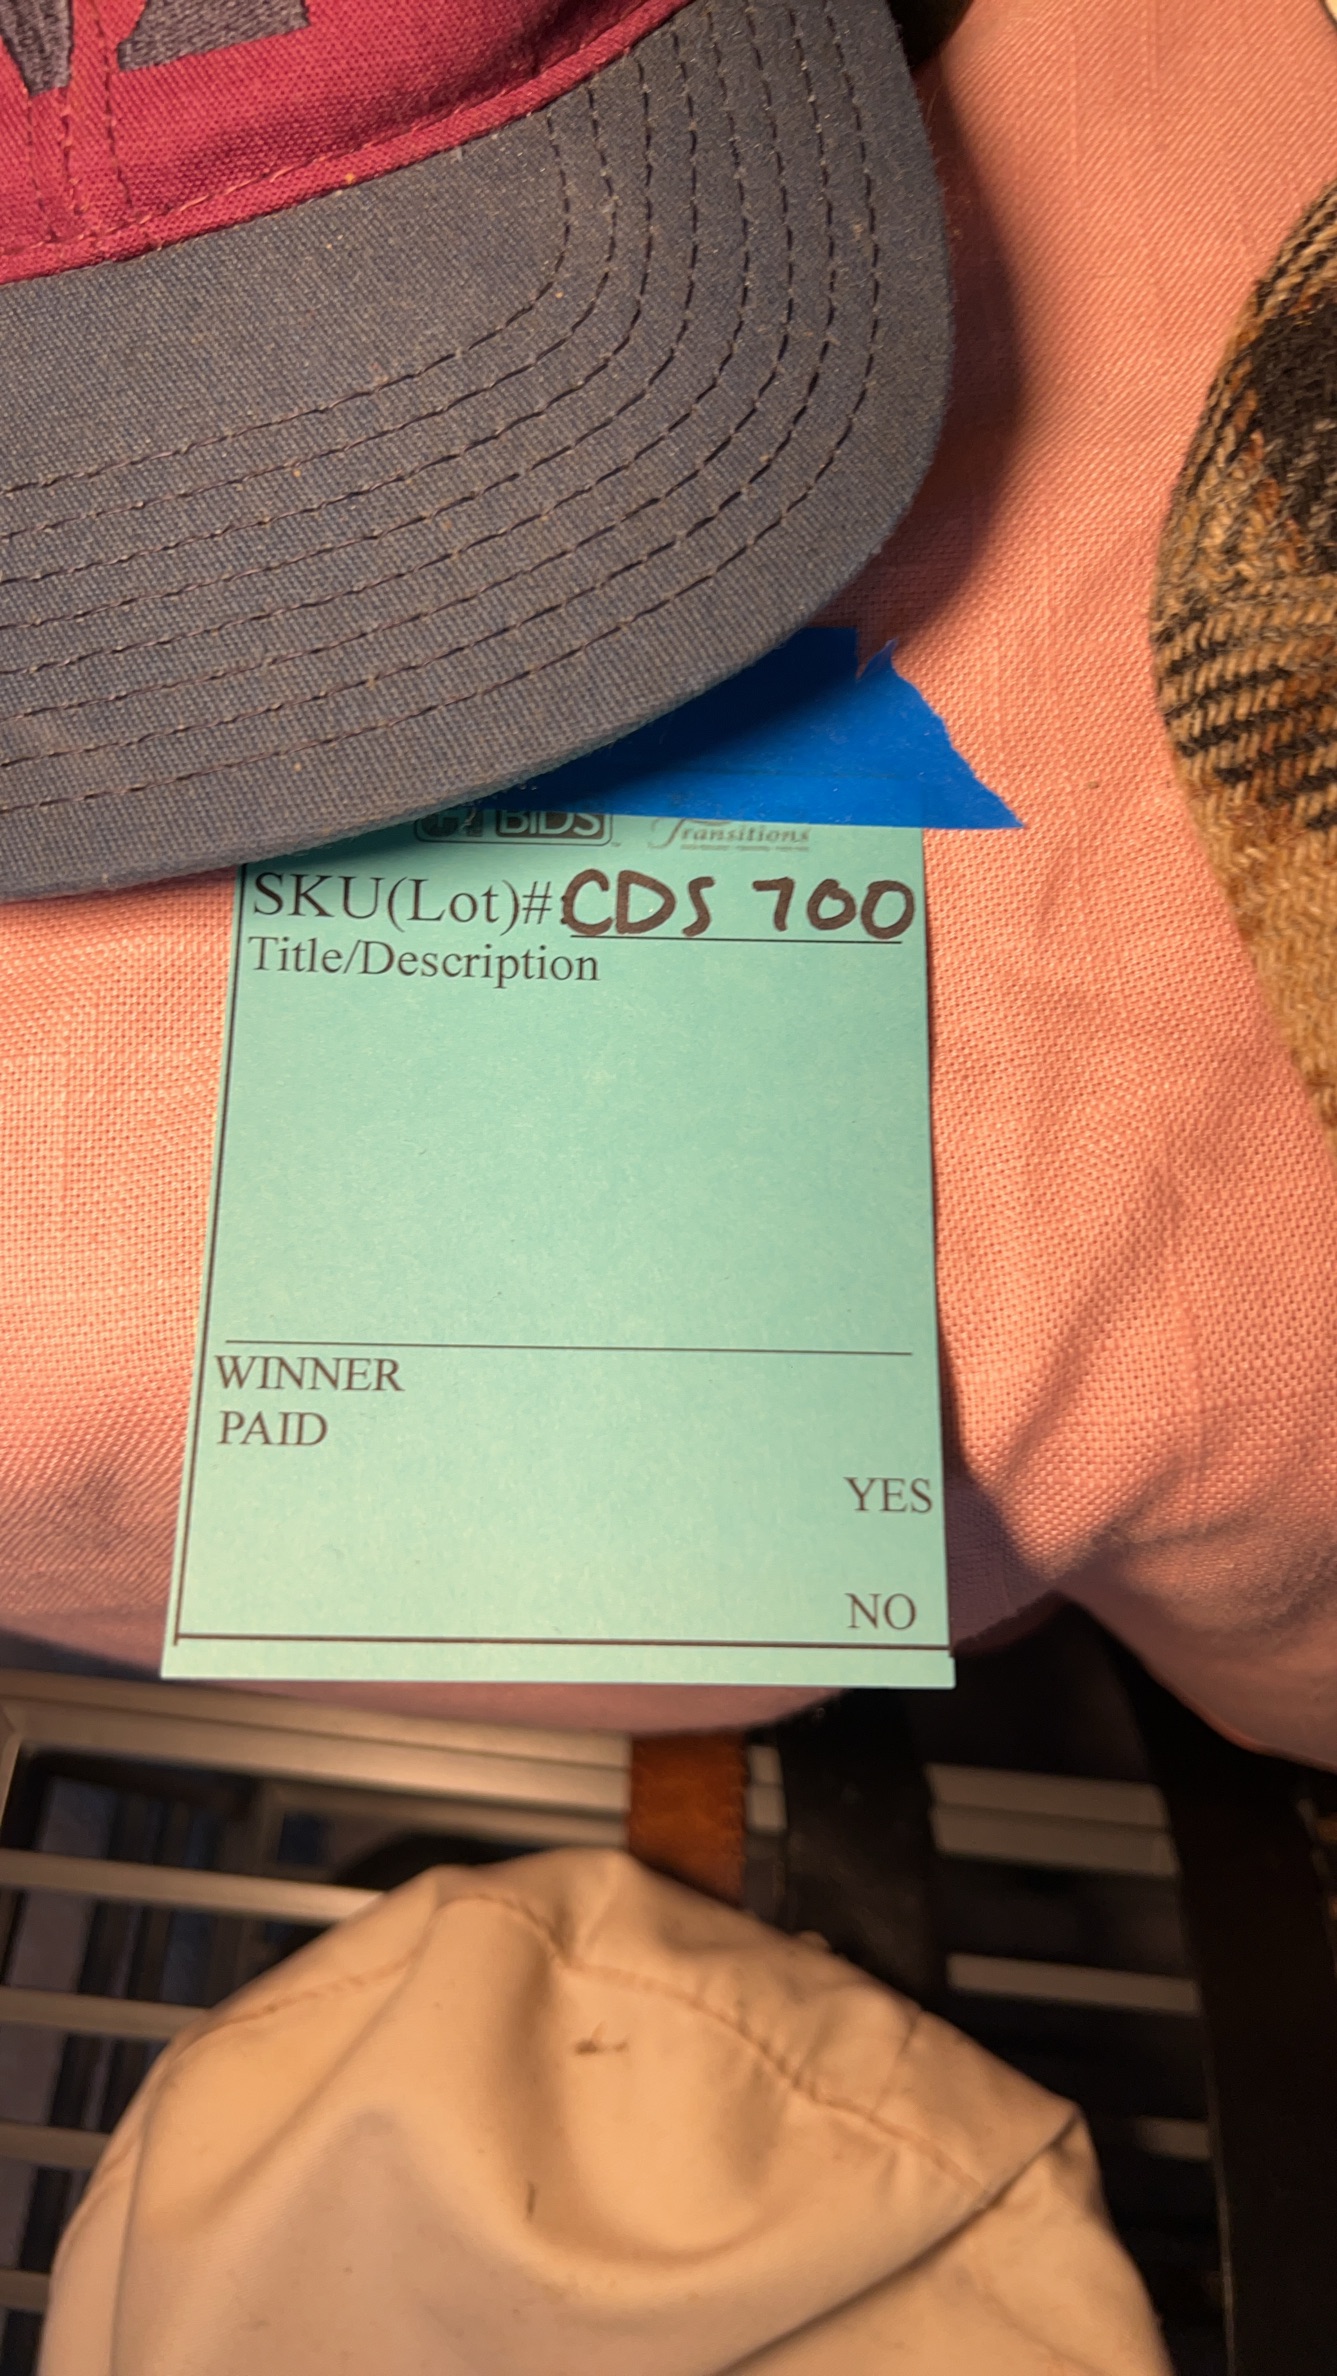 BIDS
Transitions
SKU(Lot)# CDS 700
Title/Description
WINNER
PAID
YES
NO